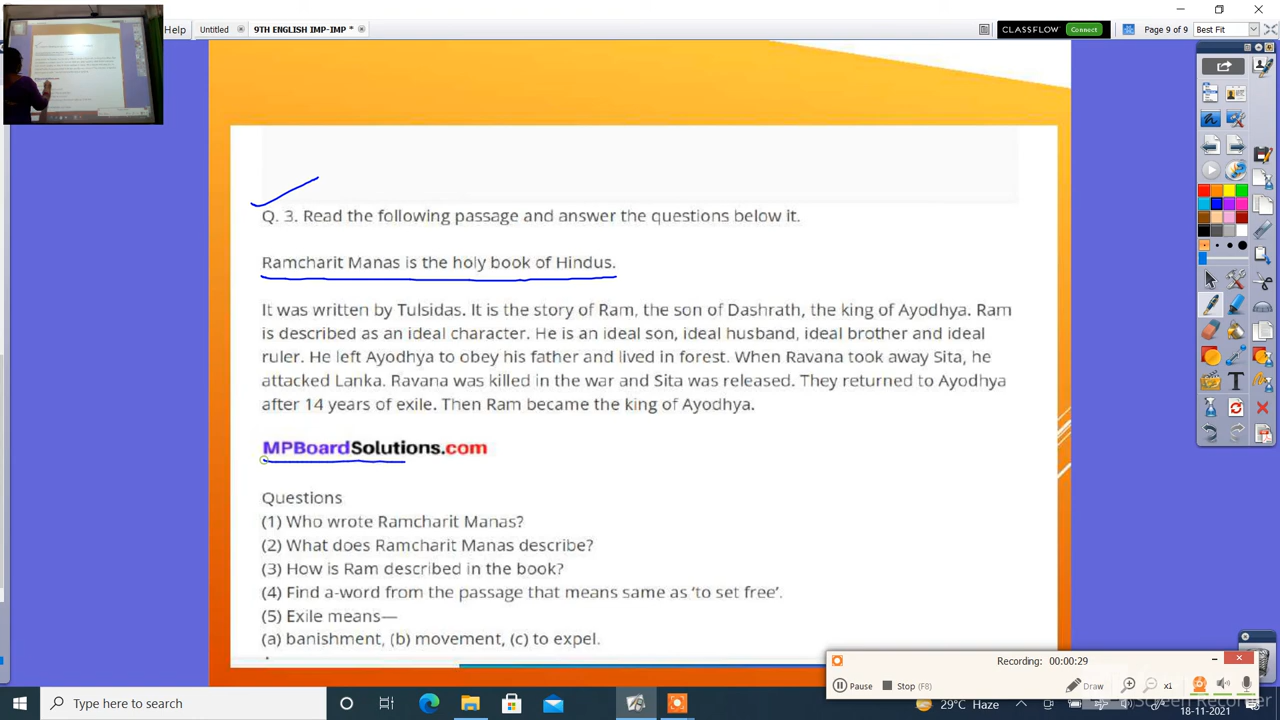 Help
Untitled
9TH ENGLISH IMP-IMP *
CLASSFLOW Connect
Page 9 of 9
Best Fit
Q. 3. Read the following passage and answer the questions below it.
Ramcharit Manas is the holy book of Hindus.
It was written by Tulsidas. It is the story of Ram, the son of Dashrath, the king of Ayodhya. Ram
is described as an ideal character. He is an ideal son, ideal husband, ideal brother and ideal
ruler. He left Ayodhya to obey his father and lived in forest. When Ravana took away Sita, he
attacked Lanka. Ravana was killed in the war and Sita was released. They returned to Ayodhya
after 14 years of exile. Then Ram became the king of Ayodhya.
MPBoardSolutions.com
Questions
(1) Who wrote Ramcharit Manas?
(2) What does Ramcharit Manas describe?
(3) How is Ram described in the book?
(4) Find a-word from the passage that means same as ‘to set free’.
(5) Exile means—
(a) banishment, (b) movement, (c) to expel.
Recording: 00:00:29
Pause
Stop (F8)
Draw
x1
Screen Recorder
Type here to search
29°C Haze
18-11-2021